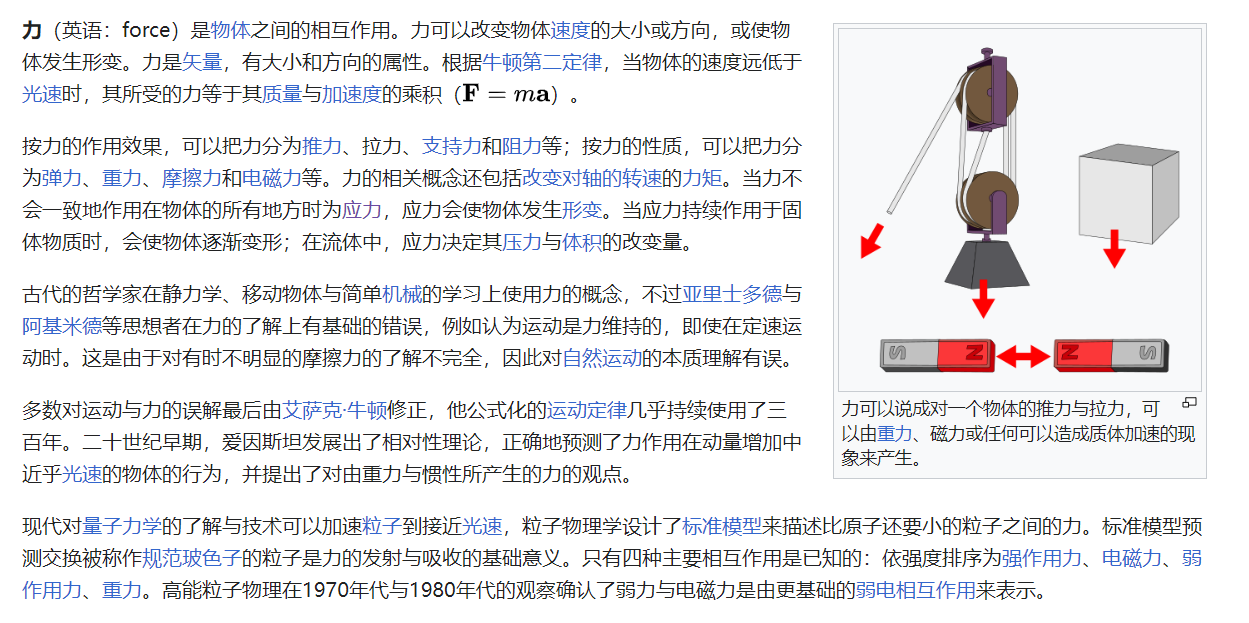 力（英语：force）是物体之间的相互作用。力可以改变物体速度的大小或方向，或使物
体发生形变。力是矢量，有大小和方向的属性。根据牛顿第二定律，当物体的速度远低于
光速时，其所受的力等于其质量与加速度的乘积（F = ma）。
按力的作用效果，可以把力分为推力、拉力、支持力和阻力等；按力的性质，可以把力分
为弹力、重力、摩擦力和电磁力等。力的相关概念还包括改变对轴的转速的力矩。当力不
会一致地作用在物体的所有地方时为应力，应力会使物体发生形变。当应力持续作用于固
体物质时，会使物体逐渐变形；在流体中，应力决定其压力与体积的改变量。
古代的哲学家在静力学、移动物体与简单机械的学习上使用力的概念，不过亚里士多德与
阿基米德等思想者在力的了解上有基础的错误，例如认为运动是力维持的，即使在定速运
动时。这是由于对有时不明显的摩擦力的了解不完全，因此对自然运动的本质理解有误。
多数对运动与力的误解最后由艾萨克·牛顿修正，他公式化的运动定律几乎持续使用了三
百年。二十世纪早期，爱因斯坦发展出了相对性理论，正确地预测了力作用在动量增加中
近乎光速的物体的行为，并提出了对由重力与惯性所产生的力的观点。
现代对量子力学的了解与技术可以加速粒子到接近光速，粒子物理学设计了标准模型来描述比原子还要小的粒子之间的力。标准模型预
测交换被称作规范玻色子的粒子是力的发射与吸收的基础意义。只有四种主要相互作用是已知的：依强度排序为强作用力、电磁力、弱
作用力、重力。高能粒子物理在1970年代与1980年代的观察确认了弱力与电磁力是由更基础的弱电相互作用来表示。
S N N S
力可以说成对一个物体的推力与拉力，可
以由重力、磁力或任何可以造成质体加速的现
象来产生。